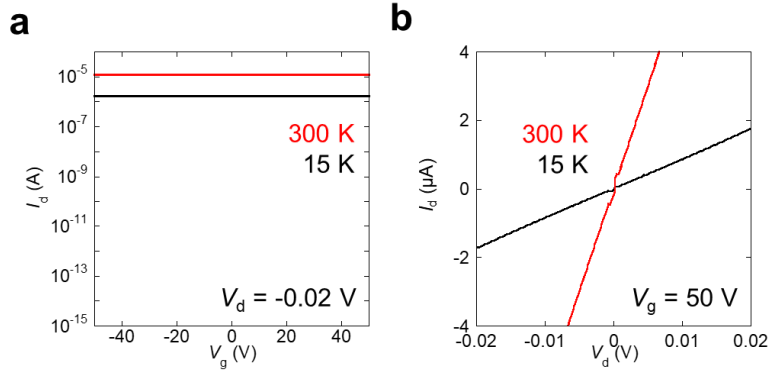 a
10⁻⁵
10⁻⁷
10⁻⁹
10⁻¹¹
10⁻¹³
10⁻¹⁵
I_d (A)
300 K
15 K
V_d = -0.02 V
-40 -20 0 20 40
V_g (V)
b
4
2
0
-2
-4
I_d (μA)
300 K
15 K
V_g = 50 V
-0.02 -0.01 0 0.01 0.02
V_d (V)